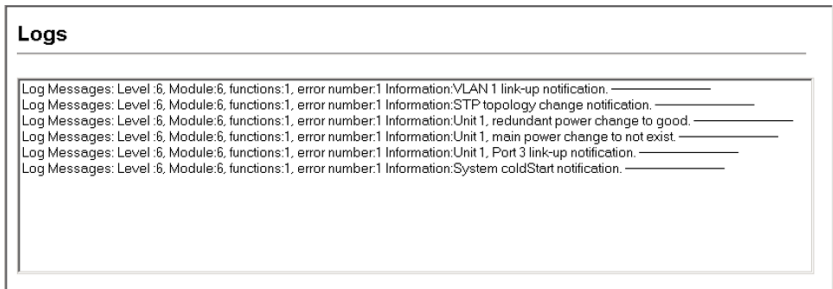 Logs
Log Messages: Level :6, Module:6, functions:1, error number:1 Information:VLAN 1 link-up notification.
Log Messages: Level :6, Module:6, functions:1, error number:1 Information:STP topology change notification.
Log Messages: Level :6, Module:6, functions:1, error number:1 Information:Unit 1, redundant power change to good.
Log Messages: Level :6, Module:6, functions:1, error number:1 Information:Unit 1, main power change to not exist.
Log Messages: Level :6, Module:6, functions:1, error number:1 Information:Unit 1, Port 3 link-up notification.
Log Messages: Level :6, Module:6, functions:1, error number:1 Information:System coldStart notification.